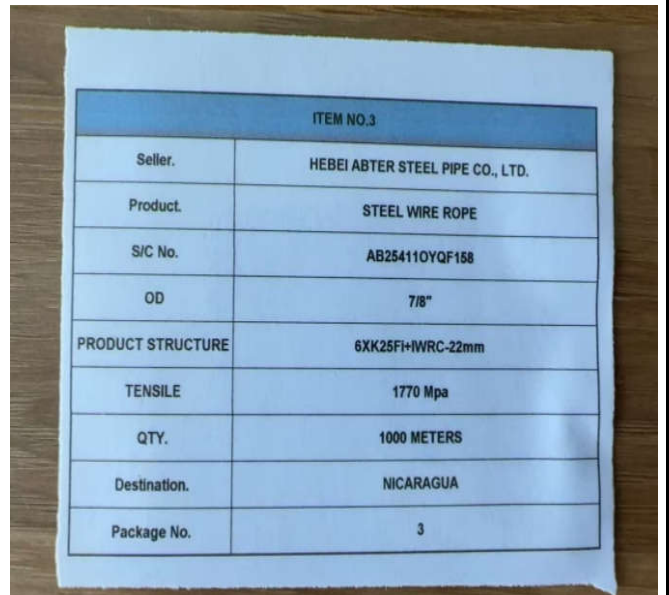 ITEM NO.3
Seller. HEBEI ABTER STEEL PIPE CO., LTD.
Product. STEEL WIRE ROPE
S/C No. AB25411OYQF158
OD 7/8"
PRODUCT STRUCTURE 6XK25FI+IWRC-22mm
TENSILE 1770 Mpa
QTY. 1000 METERS
Destination. NICARAGUA
Package No. 3